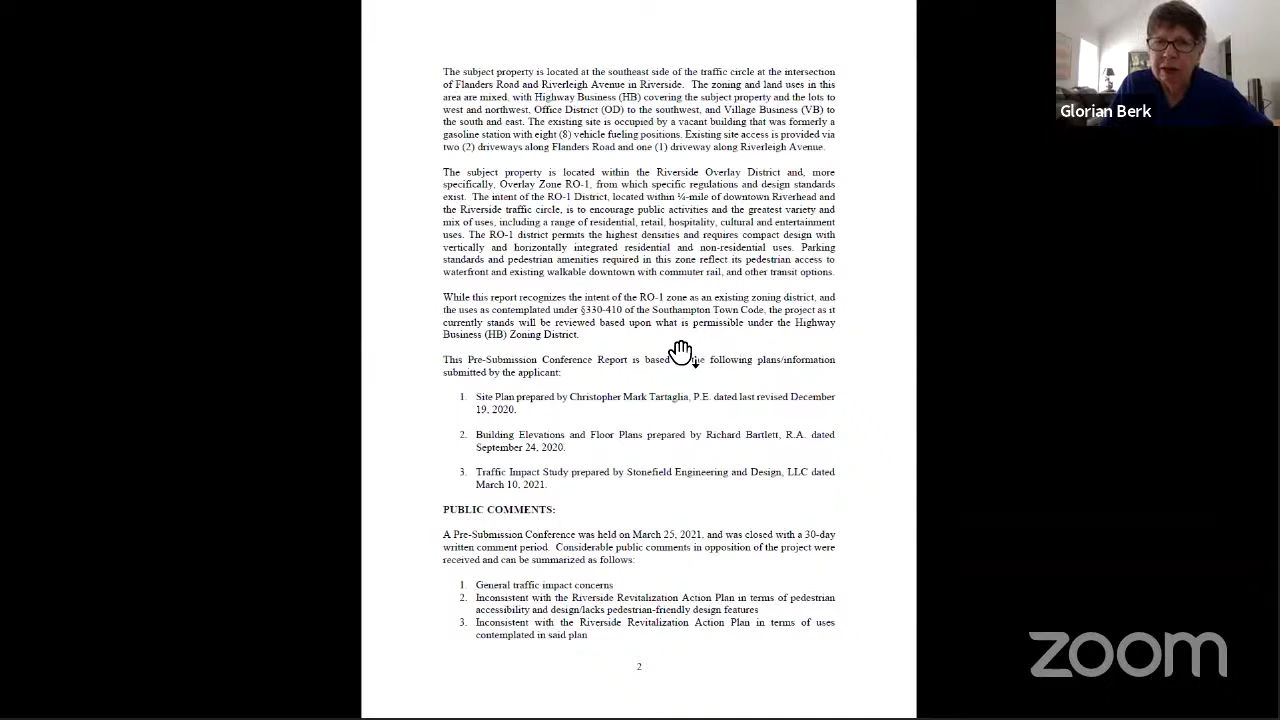 The subject property is located at the southeast side of the traffic circle at the intersection
of Flanders Road and Riverleigh Avenue in Riverside. The zoning and land uses in this
area are mixed, with Highway Business (HB) covering the subject property and the lots to
west and northwest, Office District (OD) to the southwest, and Village Business (VB) to
the south and east. The existing site is occupied by a vacant building that was formerly a
gasoline station with eight (8) vehicle fueling positions. Existing site access is provided via
two (2) driveways along Flanders Road and one (1) driveway along Riverleigh Avenue.
The subject property is located within the Riverside Overlay District and, more
specifically, Overlay Zone RO-1, from which specific regulations and design standards
exist. The intent of the RO-1 District, located within ¼-mile of downtown Riverhead and
the Riverside traffic circle, is to encourage public activities and the greatest variety and
mix of uses, including a range of residential, retail, hospitality, cultural and entertainment
uses. The RO-1 district permits the highest densities and requires compact design with
vertically and horizontally integrated residential and non-residential uses. Parking
standards and pedestrian amenities required in this zone reflect its pedestrian access to
waterfront and existing walkable downtown with commuter rail, and other transit options.
While this report recognizes the intent of the RO-1 zone as an existing zoning district, and
the uses as contemplated under §330-410 of the Southampton Town Code, the project as it
currently stands will be reviewed based upon what is permissible under the Highway
Business (HB) Zoning District.
This Pre-Submission Conference Report is based following plans/information
submitted by the applicant:
1. Site Plan prepared by Christopher Mark Tartaglia, P.E. dated last revised December
19, 2020.
2. Building Elevations and Floor Plans prepared by Richard Bartlett, R.A. dated
September 24, 2020.
3. Traffic Impact Study prepared by Stonefield Engineering and Design, LLC dated
March 10, 2021.
PUBLIC COMMENTS:
A Pre-Submission Conference was held on March 25, 2021, and was closed with a 30-day
written comment period. Considerable public comments in opposition of the project were
received and can be summarized as follows:
1. General traffic impact concerns
2. Inconsistent with the Riverside Revitalization Action Plan in terms of pedestrian
accessibility and design/lacks pedestrian-friendly design features
3. Inconsistent with the Riverside Revitalization Action Plan in terms of uses
contemplated in said plan
2
Glorian Berk
zoom